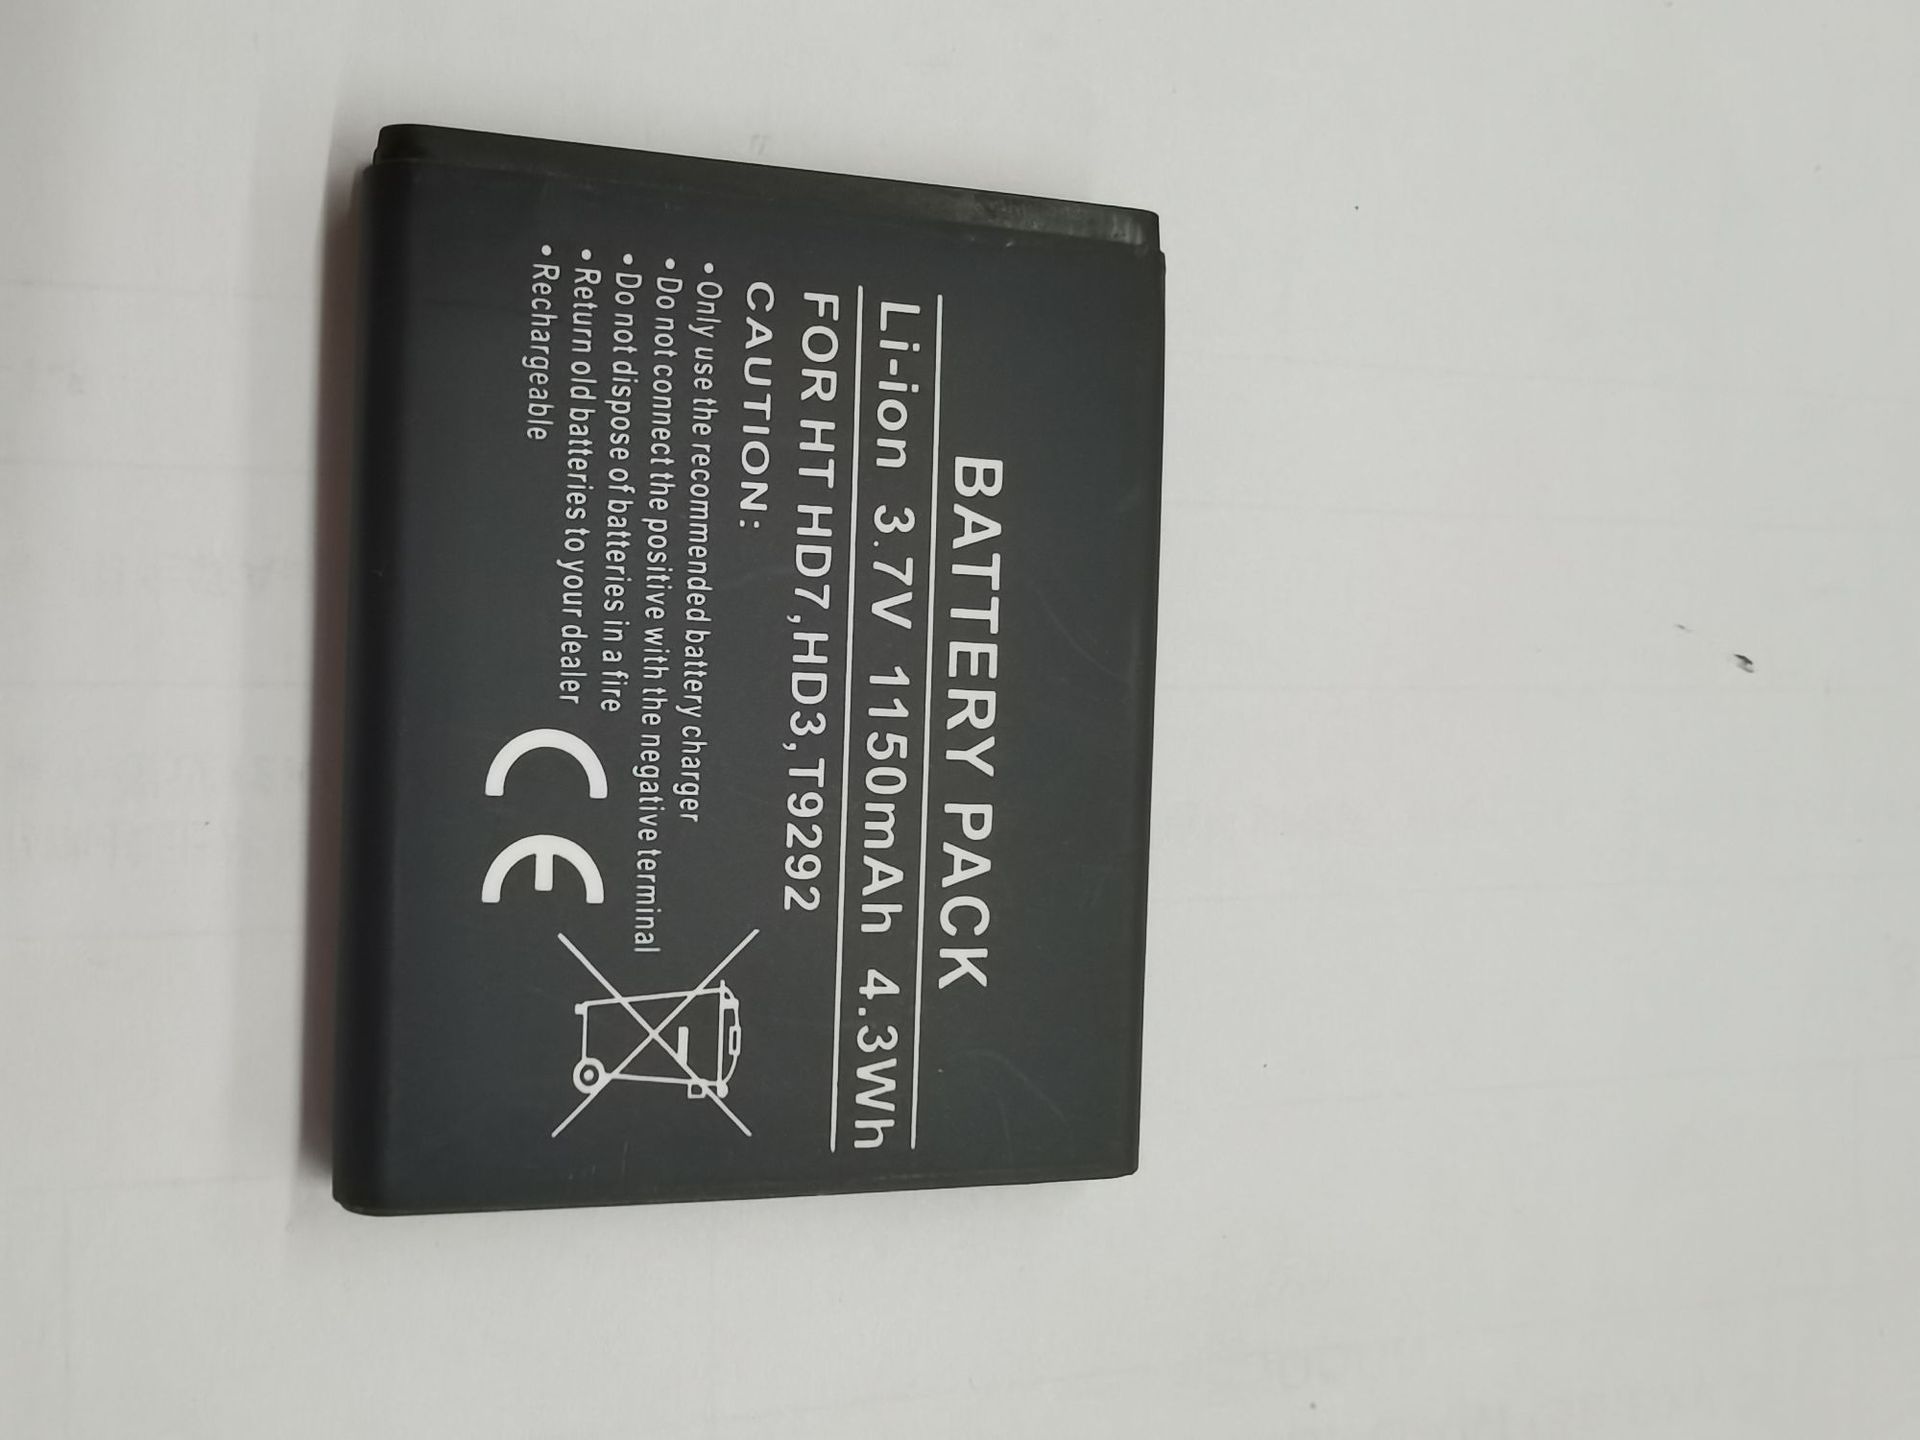 BATTERY PACK
Li-ion 3.7V 1150mAh 4.3Wh
FOR HT HD7,HD3,T9292
CAUTION:
•Only use the recommended battery charger
•Do not connect the positive with the negative terminal
•Do not dispose of batteries in a fire
•Return old batteries to your dealer
•Rechargeable
CE